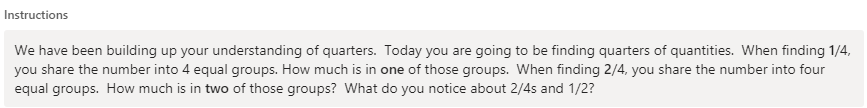 Instructions
We have been building up your understanding of quarters.  Today you are going to be finding quarters of quantities.  When finding 1/4,
you share the number into 4 equal groups. How much is in one of those groups.  When finding 2/4, you share the number into four
equal groups.  How much is in two of those groups?  What do you notice about 2/4s and 1/2?